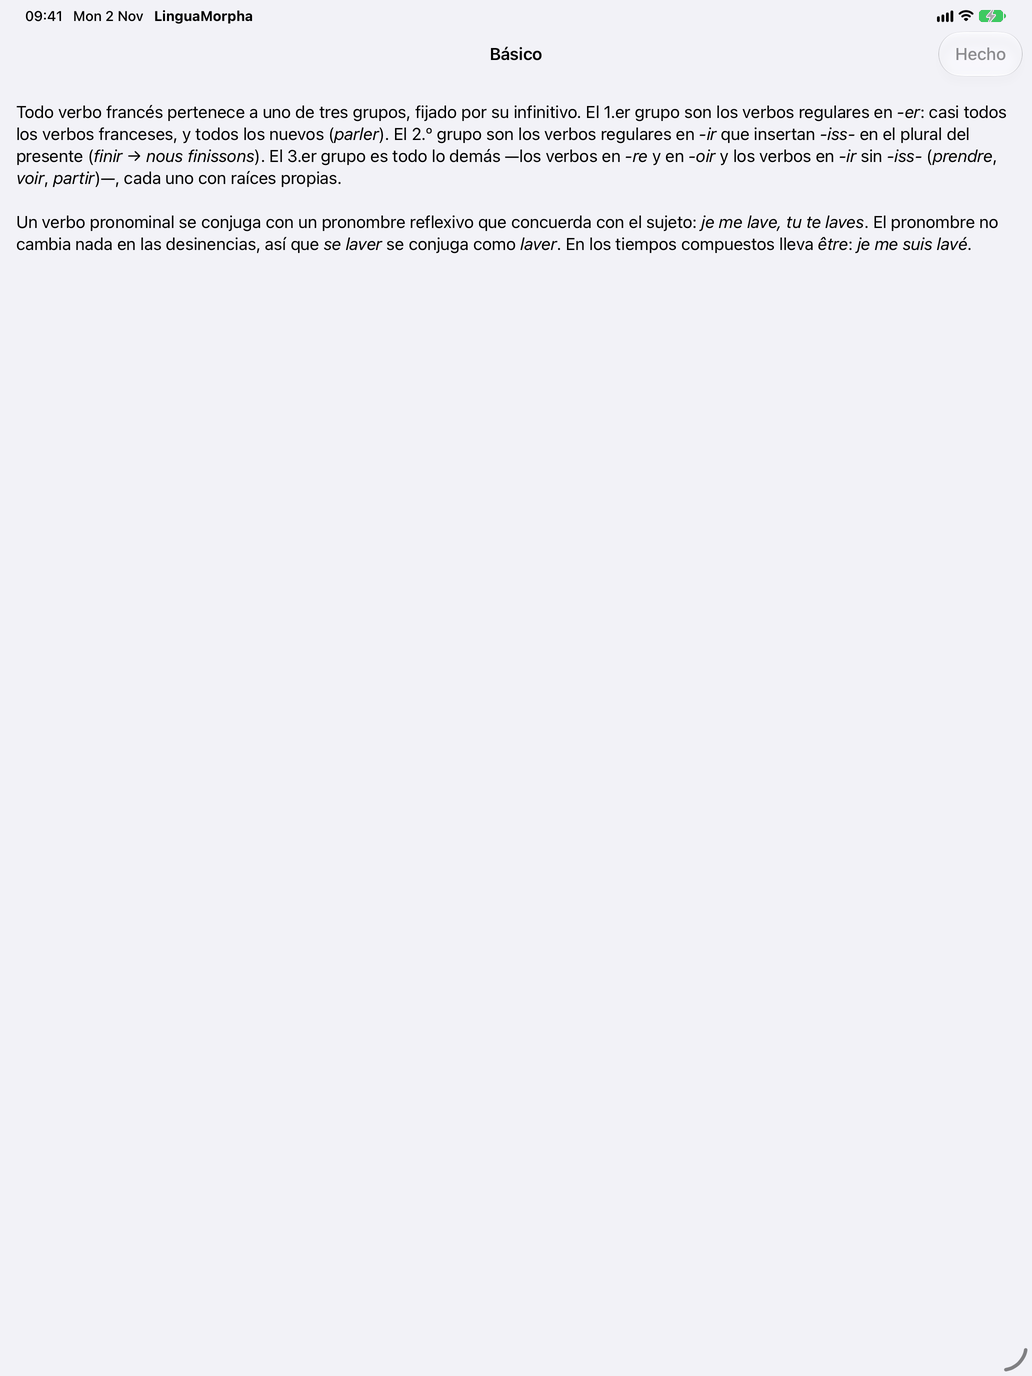 09:41 Mon 2 Nov LinguaMorpha
Básico
Hecho
Todo verbo francés pertenece a uno de tres grupos, fijado por su infinitivo. El 1.er grupo son los verbos regulares en -er: casi todos
los verbos franceses, y todos los nuevos (parler). El 2.º grupo son los verbos regulares en -ir que insertan -iss- en el plural del
presente (finir → nous finissons). El 3.er grupo es todo lo demás —los verbos en -re y en -oir y los verbos en -ir sin -iss- (prendre,
voir, partir)—, cada uno con raíces propias.
Un verbo pronominal se conjuga con un pronombre reflexivo que concuerda con el sujeto: je me lave, tu te laves. El pronombre no
cambia nada en las desinencias, así que se laver se conjuga como laver. En los tiempos compuestos lleva être: je me suis lavé.